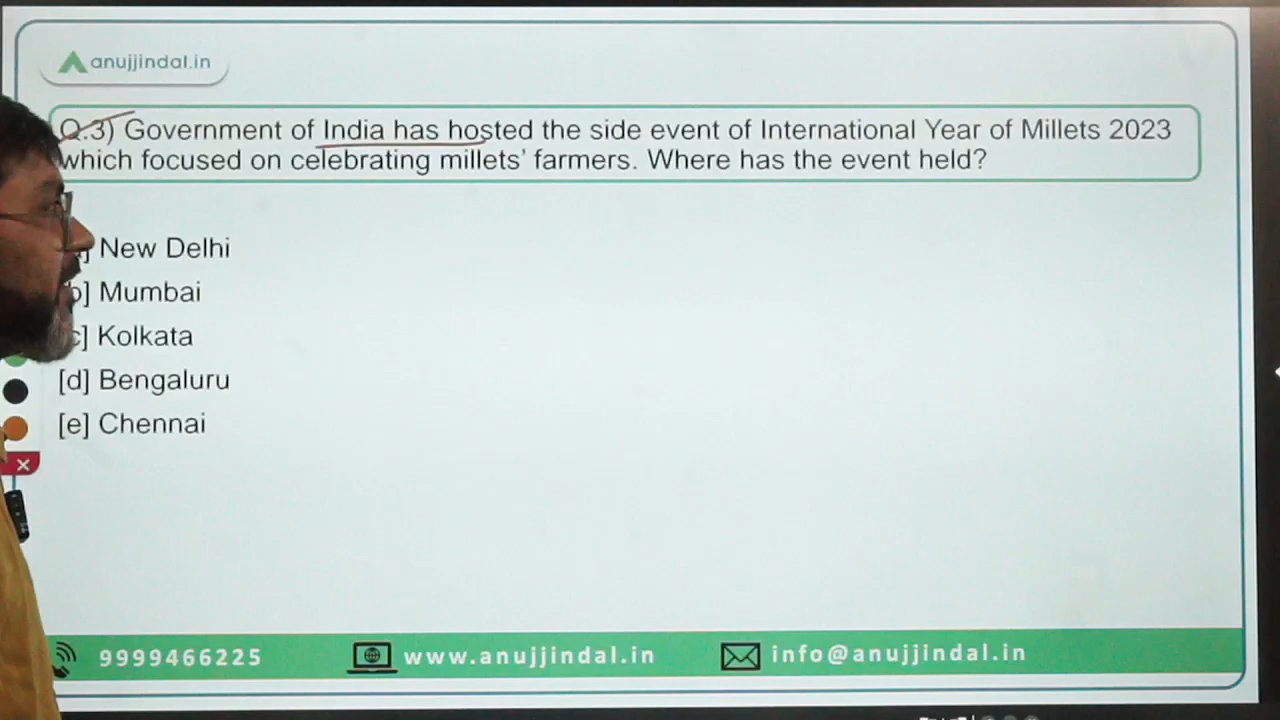 anujjindal.in
Q.3) Government of India has hosted the side event of International Year of Millets 2023
which focused on celebrating millets' farmers. Where has the event held?
New Delhi
b] Mumbai
c] Kolkata
[d] Bengaluru
[e] Chennai
9999466225 www.anujjindal.in info@anujjindal.in